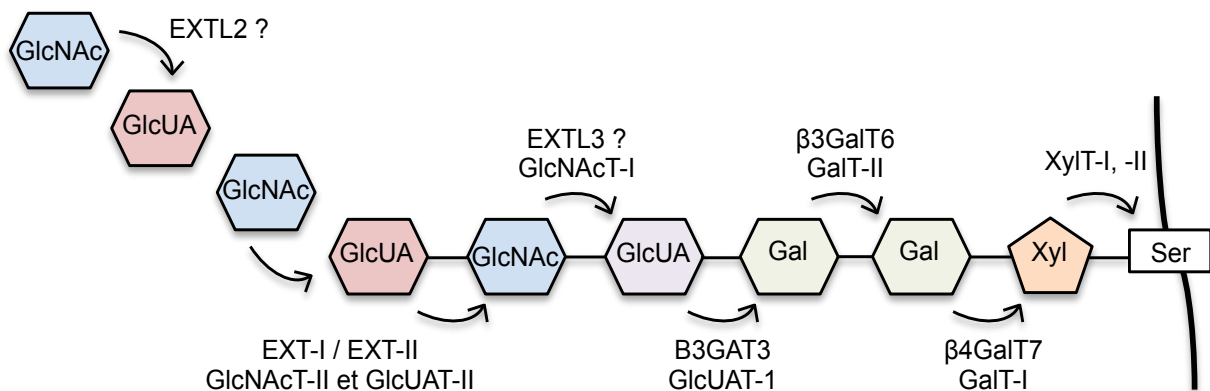 EXTL2 ?
GlcNAc
GlcUA
GlcNAc
EXTL3 ?
GlcNAcT-I
β3GalT6
GalT-II
XylT-I, -II
GlcUA
GlcNAc
GlcUA
Gal
Gal
Xyl
Ser
EXT-I / EXT-II
GlcNAcT-II et GlcUAT-II
B3GAT3
GlcUAT-1
β4GalT7
GalT-I